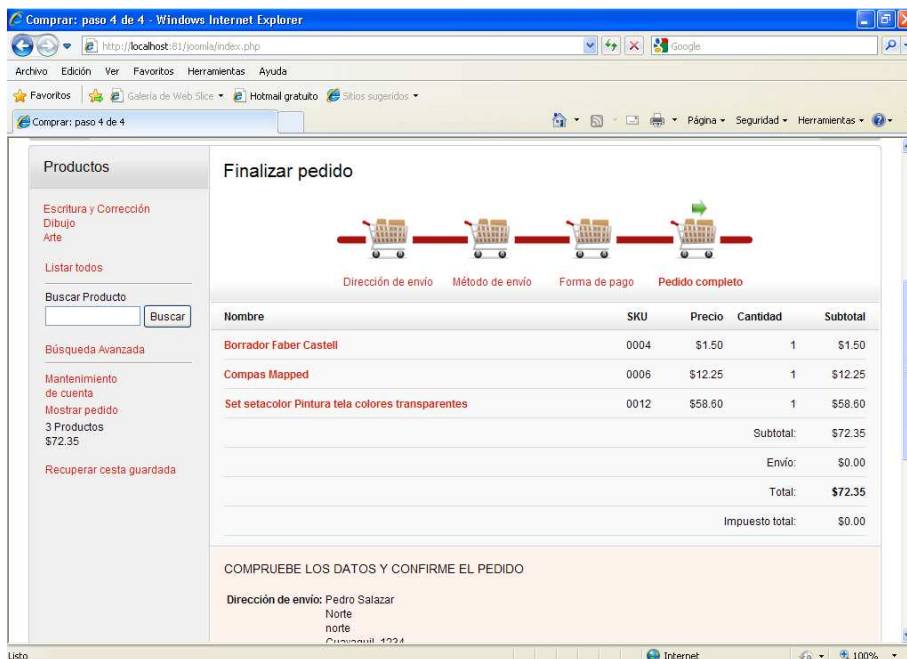 Comprar: paso 4 de 4 - Windows Internet Explorer
http://localhost:81/joomla/index.php
Google
Archivo Edición Ver Favoritos Herramientas Ayuda
Favoritos Galería de Web Slice Hotmail gratuito Sitios sugeridos
Comprar: paso 4 de 4
Página Seguridad Herramientas
Productos
Escritura y Corrección
Dibujo
Arte
Listar todos
Buscar Producto
Buscar
Búsqueda Avanzada
Mantenimiento
de cuenta
Mostrar pedido
3 Productos
$72.35
Recuperar cesta guardada
Finalizar pedido
Dirección de envío Método de envío Forma de pago Pedido completo
Nombre SKU Precio Cantidad Subtotal
Borrador Faber Castell 0004 $1.50 1 $1.50
Compas Mapped 0006 $12.25 1 $12.25
Set setacolor Pintura tela colores transparentes 0012 $58.60 1 $58.60
Subtotal: $72.35
Envío: $0.00
Total: $72.35
Impuesto total: $0.00
COMPRUEBE LOS DATOS Y CONFIRME EL PEDIDO
Dirección de envío: Pedro Salazar
Norte
norte
Guayaquil, 1234
Listo
Internet
100%